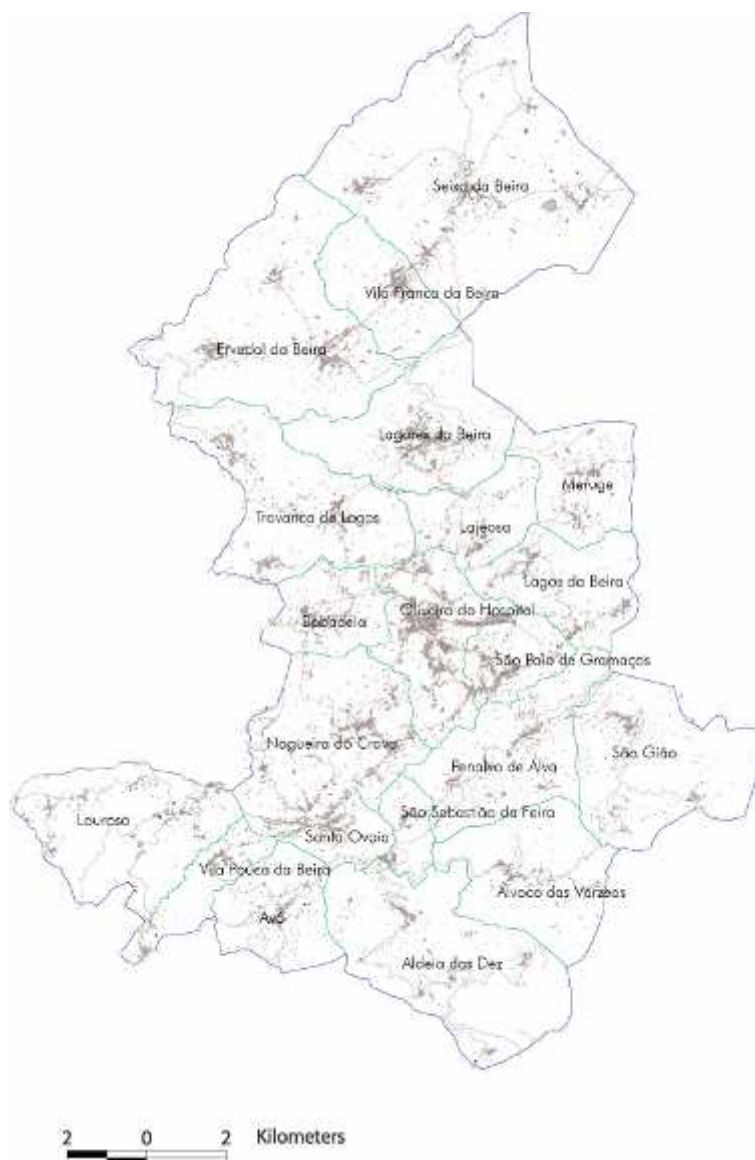 Seixo da Beira
Vila Franca da Beira
Ervedal da Beira
Lagares da Beira
Meruge
Travanca de Lagos
Lajeosa
Lagos da Beira
Oliveira do Hospital
Bobadela
São Paio de Gramaços
Nogueira do Cravo
São Gião
Penalva de Alva
São Sebastião da Feira
Lourosa
Santa Ovaia
Vila Pouca da Beira
Alvoco das Várzeas
Avô
Aldeia das Dez
2 0 2 Kilometers